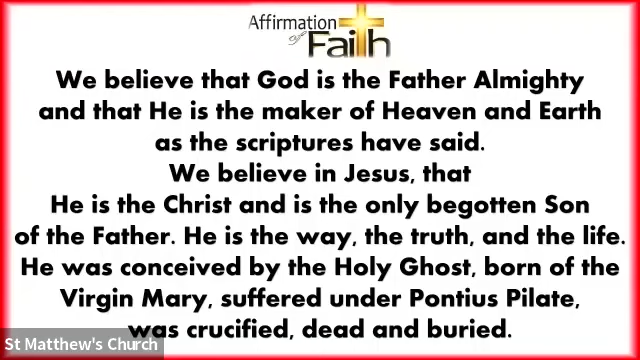 Affirmation
of
Faith
We believe that God is the Father Almighty
and that He is the maker of Heaven and Earth
as the scriptures have said.
We believe in Jesus, that
He is the Christ and is the only begotten Son
of the Father. He is the way, the truth, and the life.
He was conceived by the Holy Ghost, born of the
Virgin Mary, suffered under Pontius Pilate,
was crucified, dead and buried.
St Matthew's Church